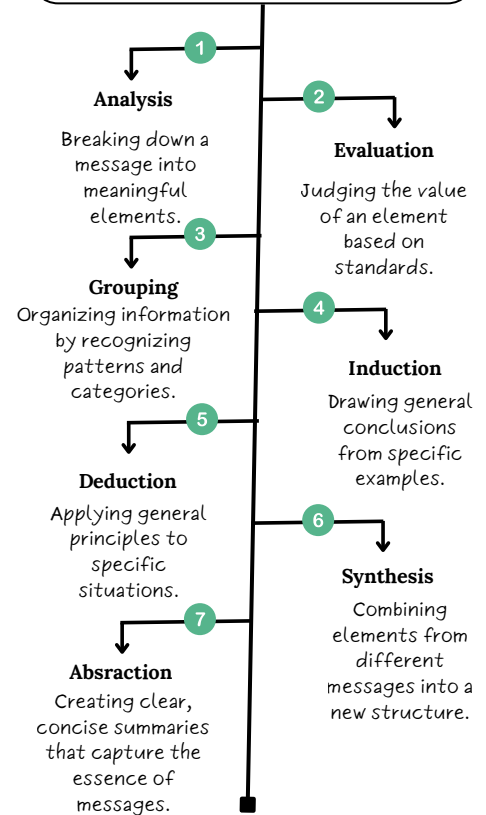 1
Analysis
Breaking down a
message into
meaningful
elements.
2
Evaluation
Judging the value
of an element
based on
standards.
3
Grouping
Organizing information
by recognizing
patterns and
categories.
4
Induction
Drawing general
conclusions
from specific
examples.
5
Deduction
Applying general
principles to
specific
situations.
6
Synthesis
Combining
elements from
different
messages into a
new structure.
7
Absraction
Creating clear,
concise summaries
that capture the
essence of
messages.